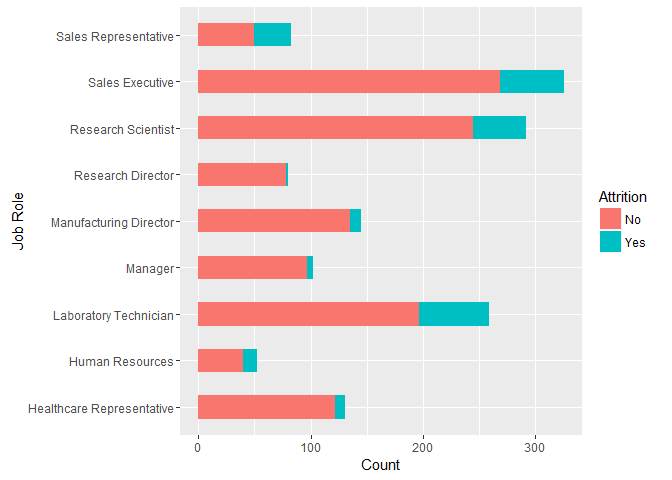 Sales Representative
Sales Executive
Research Scientist
Research Director
Manufacturing Director
Manager
Laboratory Technician
Human Resources
Healthcare Representative
Job Role
0 100 200 300
Count
Attrition
No
Yes